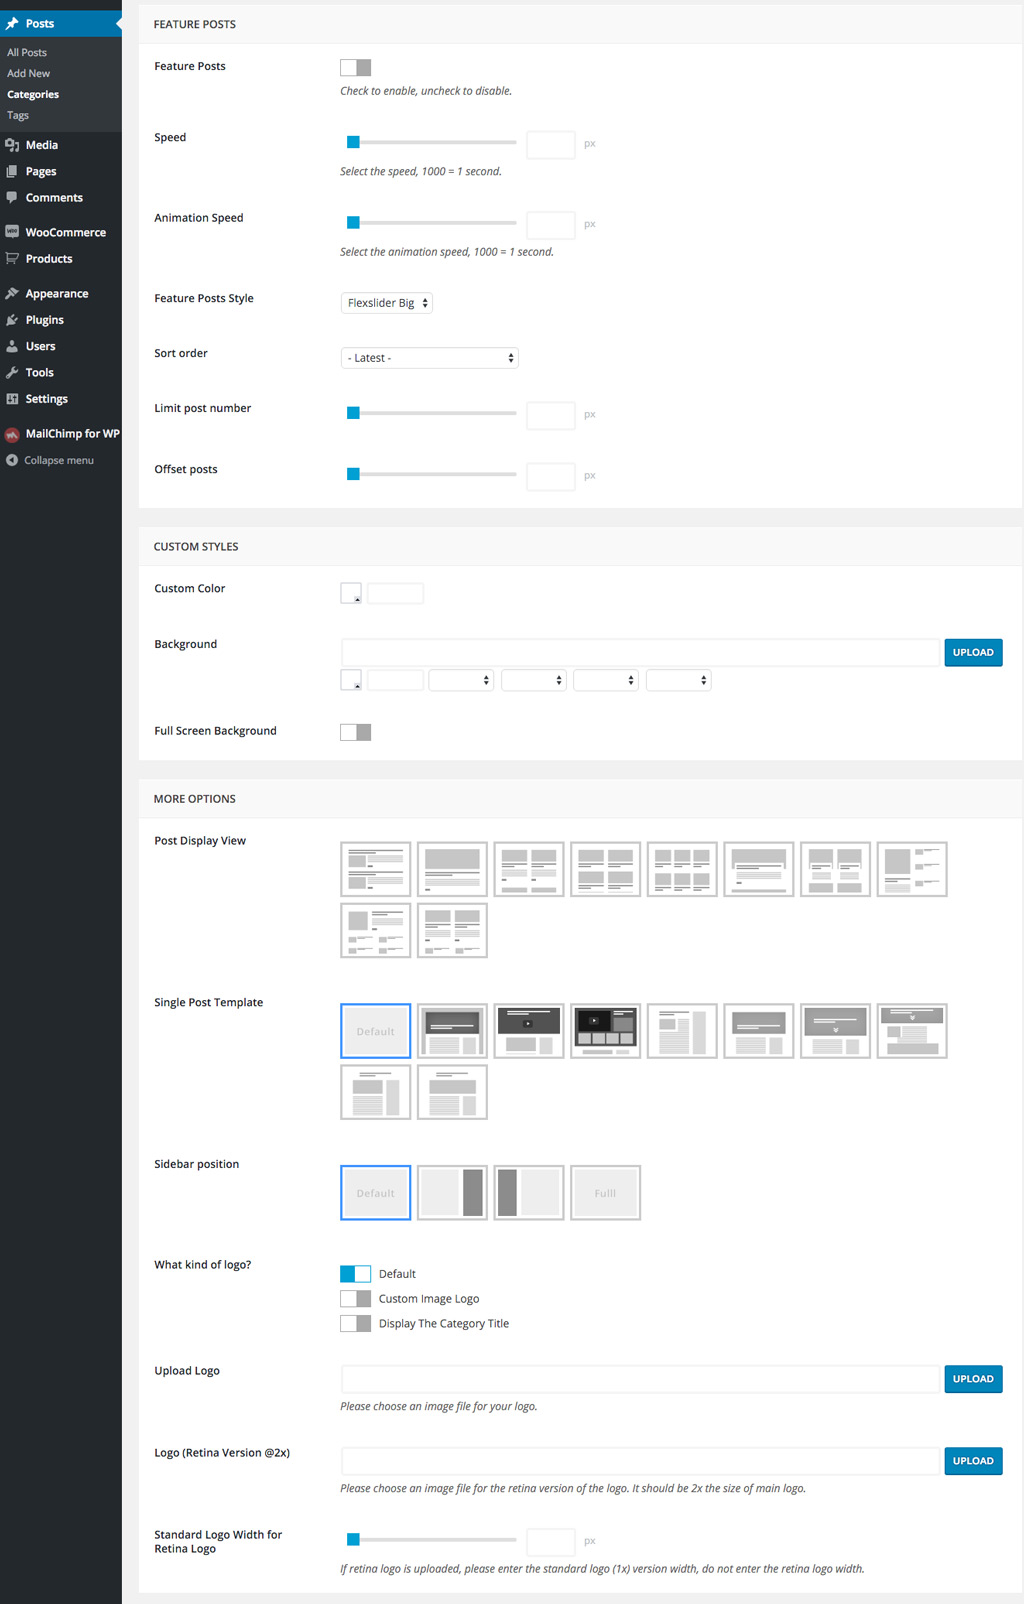 Posts
All Posts
Add New
Categories
Tags
Media
Pages
Comments
WooCommerce
Products
Appearance
Plugins
Users
Tools
Settings
MailChimp for WP
Collapse menu
FEATURE POSTS
Feature Posts
Check to enable, uncheck to disable.
Speed
px
Select the speed, 1000 = 1 second.
Animation Speed
px
Select the animation speed, 1000 = 1 second.
Feature Posts Style
Flexslider Big
Sort order
- Latest -
Limit post number
px
Offset posts
px
CUSTOM STYLES
Custom Color
Background
UPLOAD
Full Screen Background
MORE OPTIONS
Post Display View
Single Post Template
Default
Sidebar position
Default
Fulll
What kind of logo?
Default
Custom Image Logo
Display The Category Title
Upload Logo
UPLOAD
Please choose an image file for your logo.
Logo (Retina Version @2x)
UPLOAD
Please choose an image file for the retina version of the logo. It should be 2x the size of main logo.
Standard Logo Width for
Retina Logo
px
If retina logo is uploaded, please enter the standard logo (1x) version width, do not enter the retina logo width.